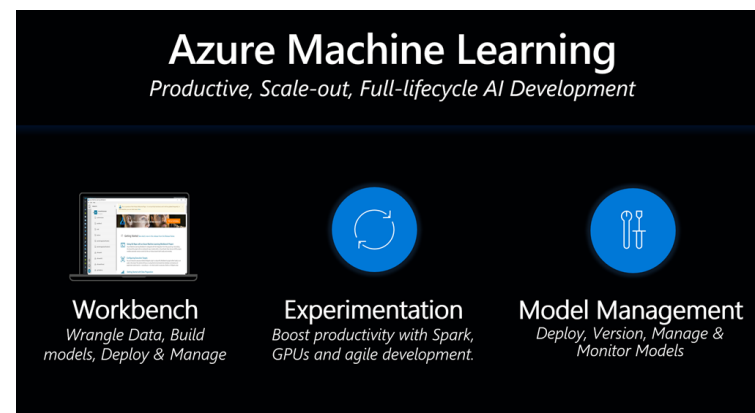 Azure Machine Learning
Productive, Scale-out, Full-lifecycle AI Development
Workbench
Wrangle Data, Build
models, Deploy & Manage
Experimentation
Boost productivity with Spark,
GPUs and agile development.
Model Management
Deploy, Version, Manage &
Monitor Models